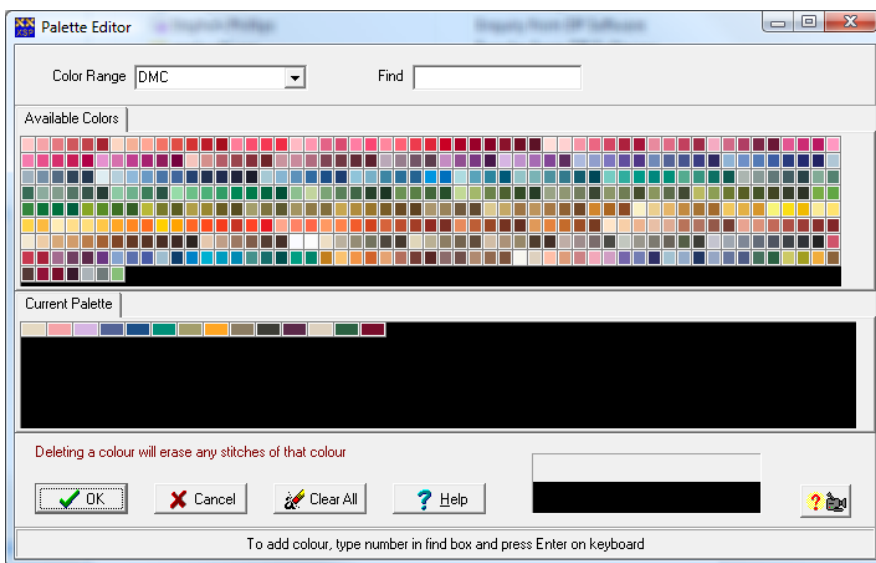 XSP Palette Editor
Color Range DMC Find
Available Colors
Current Palette
Deleting a colour will erase any stitches of that colour
OK Cancel Clear All ? Help ?
To add colour, type number in find box and press Enter on keyboard